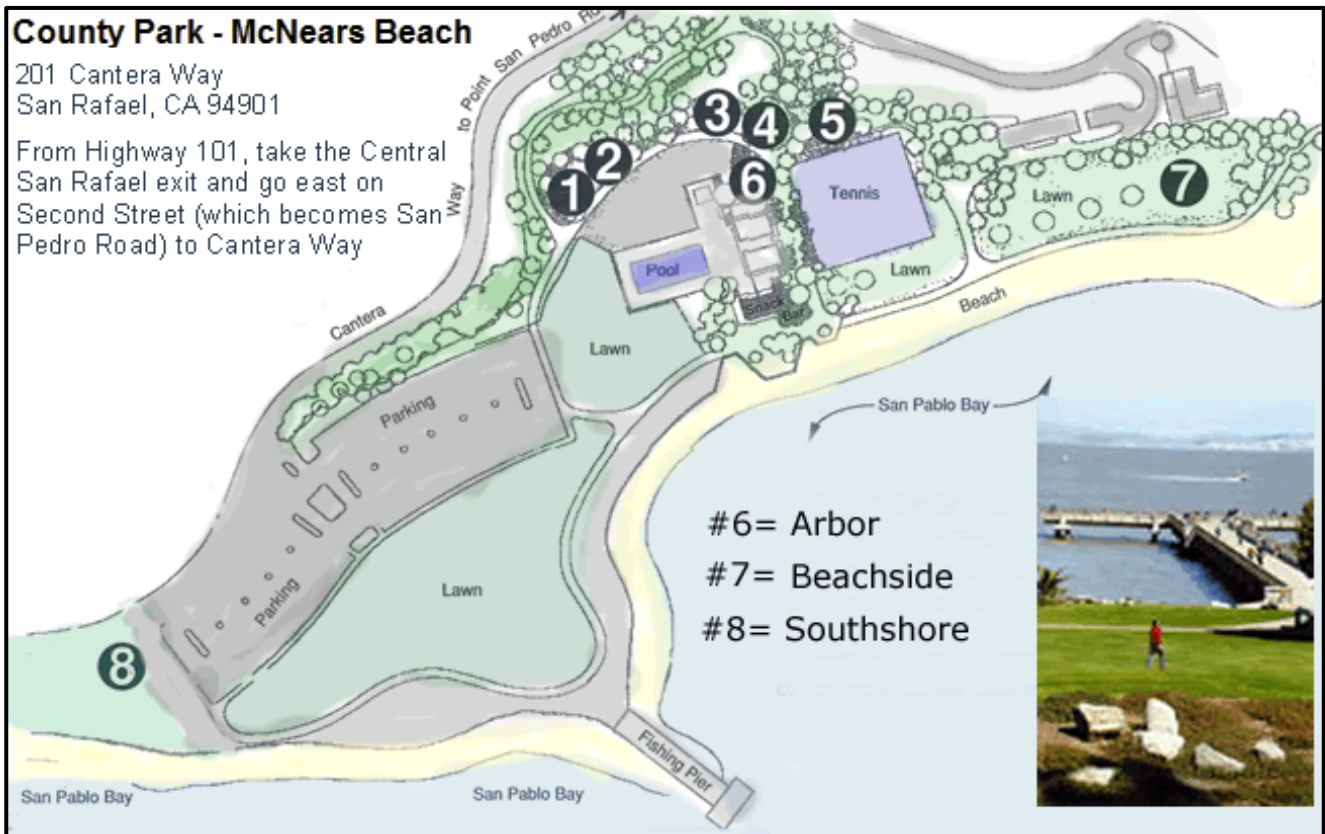 County Park - McNears Beach
201 Cantera Way
San Rafael, CA 94901
From Highway 101, take the Central
San Rafael exit and go east on
Second Street (which becomes San
Pedro Road) to Cantera Way
to Point San Pedro Ro
Way
Cantera
1
2
3
4
5
6
7
Tennis
Lawn
Pool
Lawn
Snack
Bar
Beach
Lawn
Parking
San Pablo Bay
#6= Arbor
#7= Beachside
#8= Southshore
Lawn
Parking
8
Fishing Pier
San Pablo Bay
San Pablo Bay